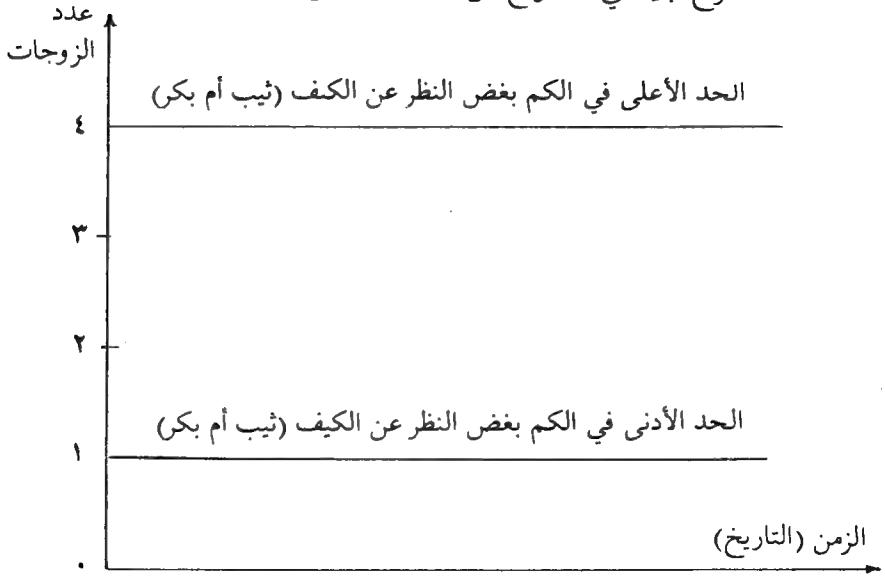 عدد
الزوجات
الحد الأعلى في الكم بغض النظر عن الكيف (ثيب أم بكر)
٤
٣
٢
الحد الأدنى في الكم بغض النظر عن الكيف (ثيب أم بكر)
١
الزمن (التاريخ)
٠